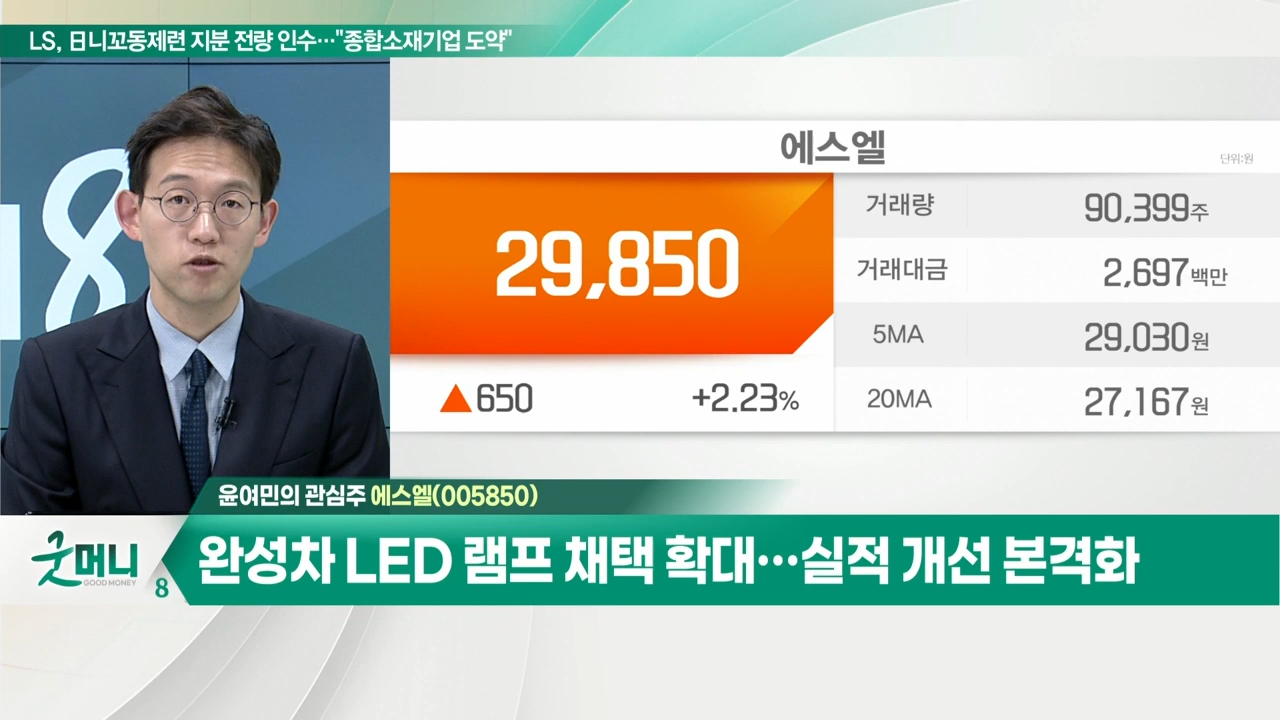 LS, 日니꼬동제련 지분 전량 인수…"종합소재기업 도약"
8
에스엘
단위:원
29,850
▲650 +2.23%
거래량 90,399주
거래대금 2,697백만
5MA 29,030원
20MA 27,167원
윤여민의 관심주 에스엘(005850)
완성차 LED 램프 채택 확대…실적 개선 본격화
굿머니
GOOD MONEY
8